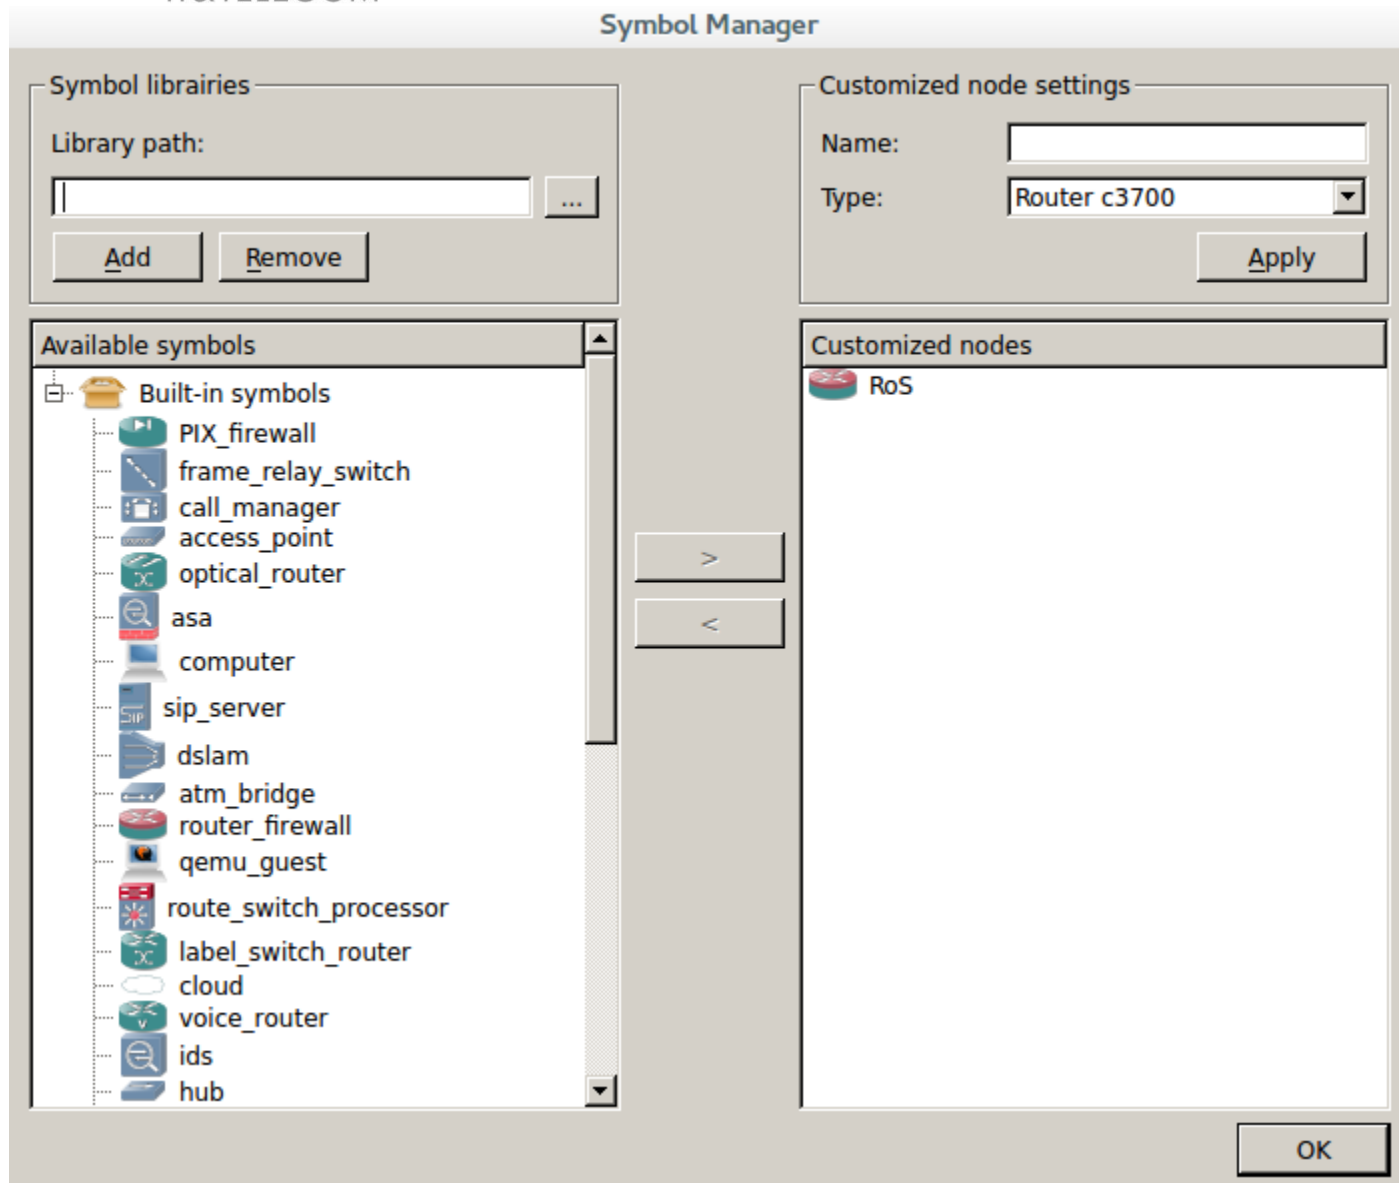 Symbol Manager
Symbol librairies
Library path:
...
Add
Remove
Customized node settings
Name:
Type:
Router c3700
Apply
Available symbols
Built-in symbols
PIX_firewall
frame_relay_switch
call_manager
access_point
optical_router
asa
computer
sip_server
SIP
dslam
atm_bridge
router_firewall
qemu_guest
route_switch_processor
label_switch_router
cloud
voice_router
V
ids
hub
>
<
Customized nodes
RoS
OK